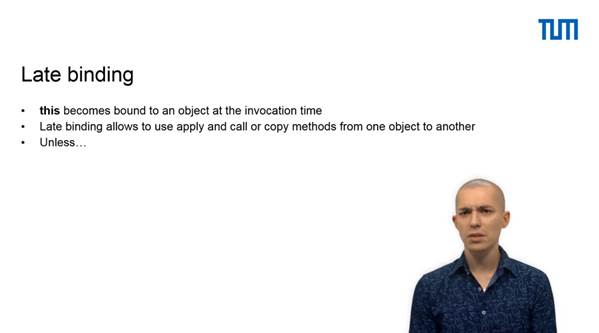 TUM
Late binding
• this becomes bound to an object at the invocation time
• Late binding allows to use apply and call or copy methods from one object to another
• Unless…